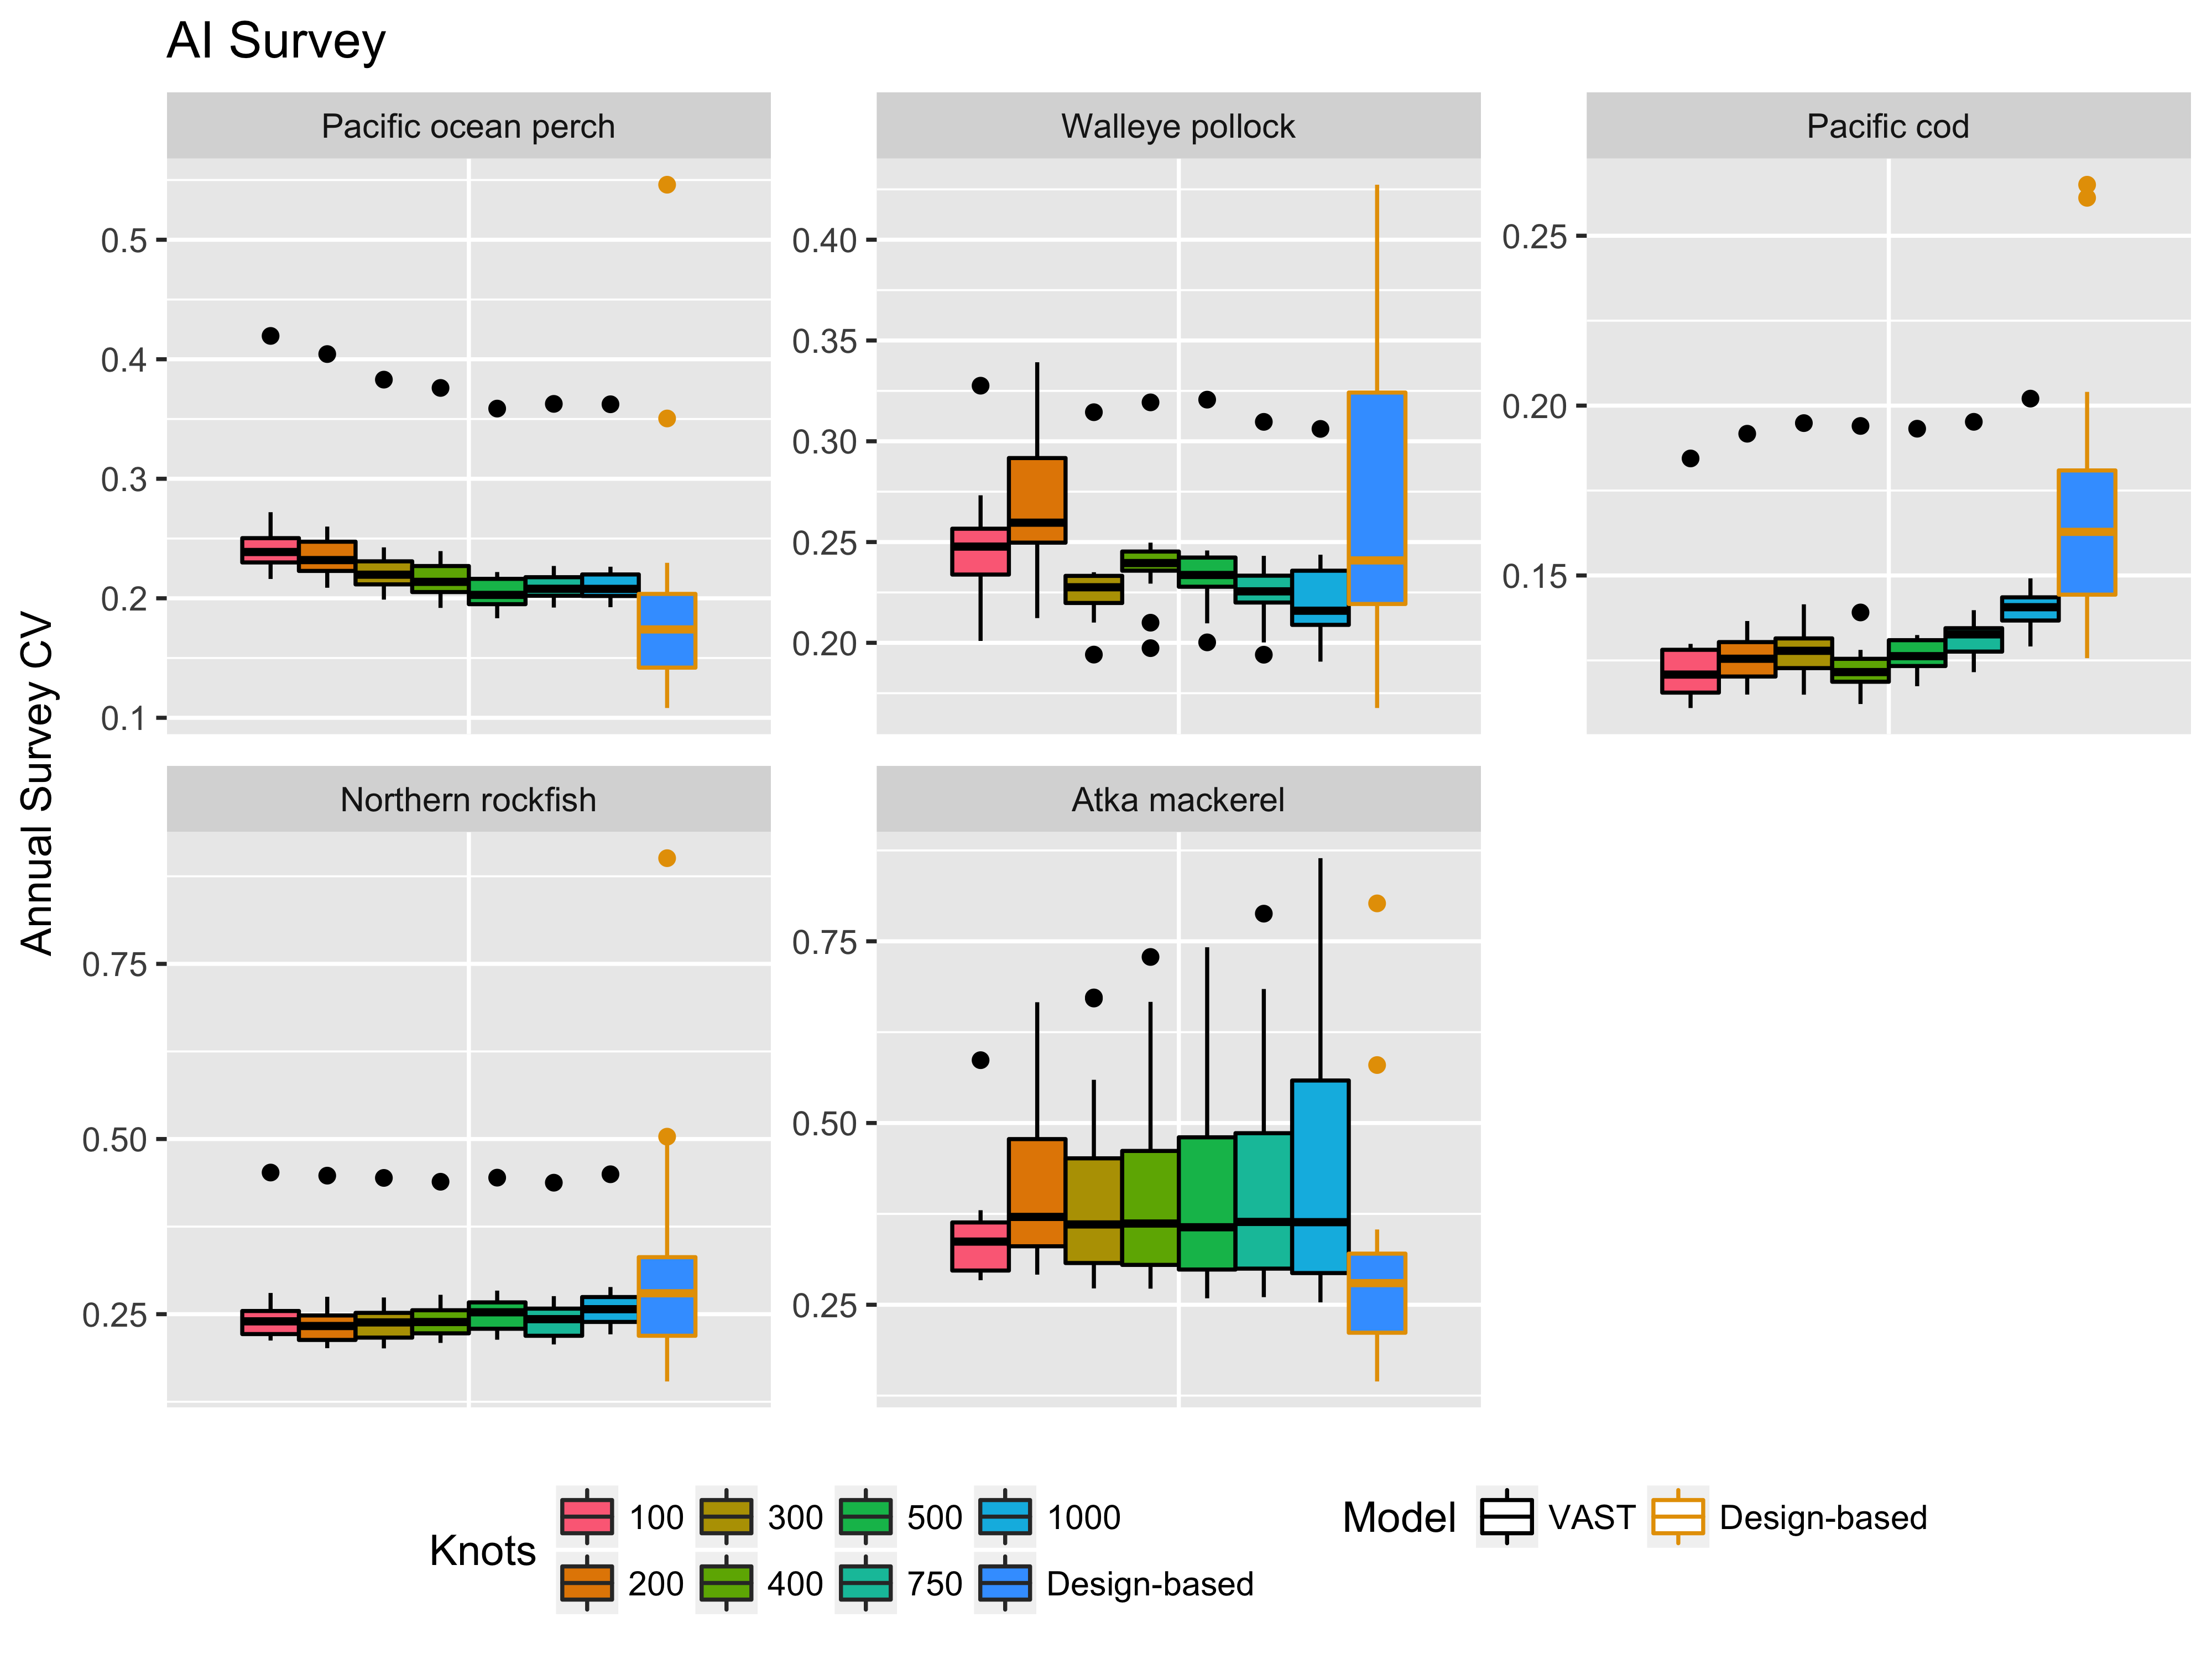 AI Survey
Pacific ocean perch
Walleye pollock
Pacific cod
0.5
0.4
0.3
0.2
0.1
0.40
0.35
0.30
0.25
0.20
0.25
0.20
0.15
Annual Survey CV
Northern rockfish
Atka mackerel
0.75
0.50
0.25
0.75
0.50
0.25
Knots
100
300
500
1000
200
400
750
Design-based
Model
VAST
Design-based